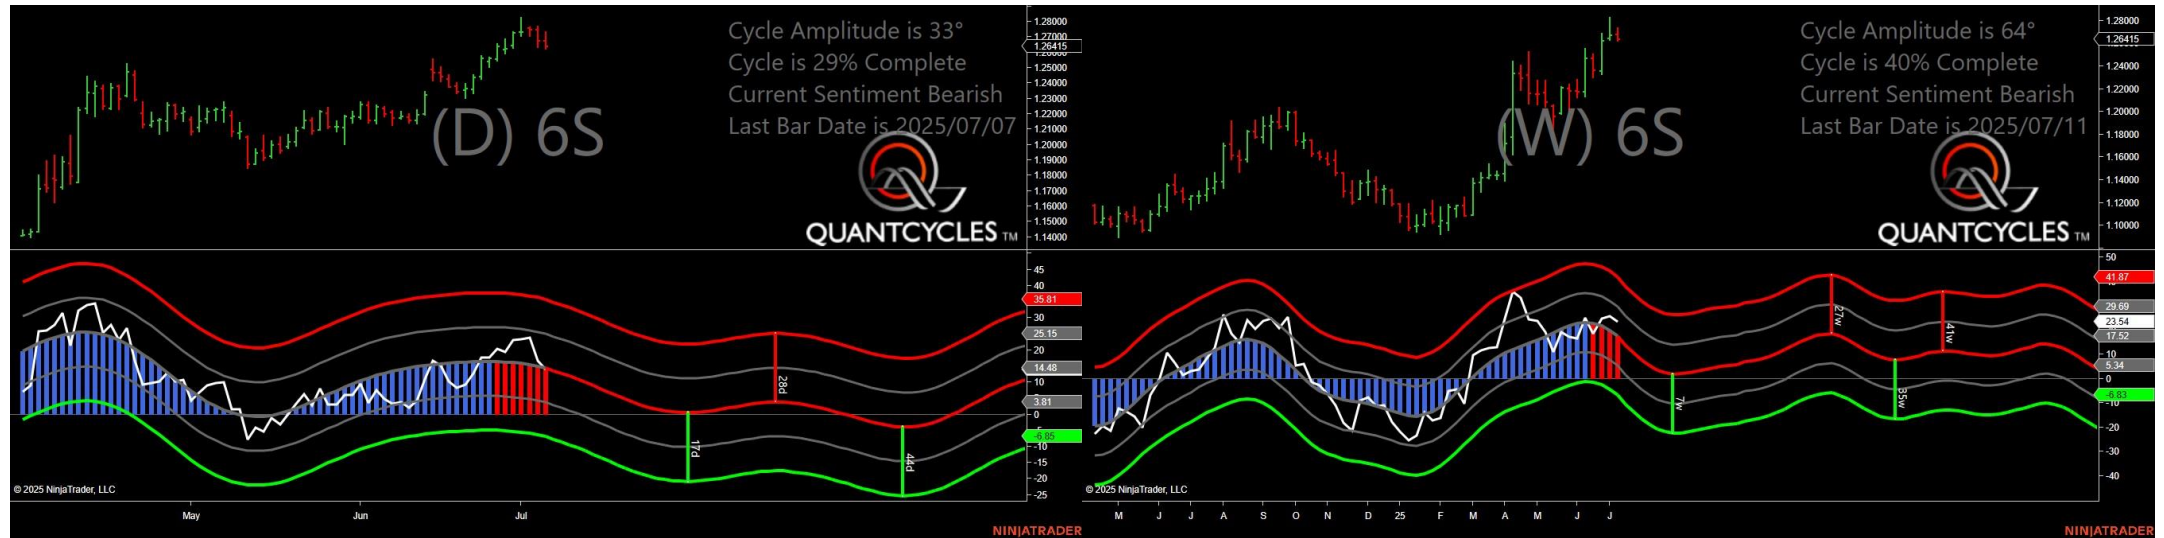 Cycle Amplitude is 33°
Cycle is 29% Complete
Current Sentiment Bearish
Last Bar Date is 2025/07/07
(D) 6S
QUANTCYCLES TM
1.28000
1.27000
1.26415
1.25000
1.24000
1.23000
1.22000
1.21000
1.20000
1.19000
1.18000
1.17000
1.16000
1.15000
1.14000
45
40
35.81
30
25.15
20
14.48
10
3.81
0
-6.85
-10
-15
-20
-25
17d
28d
44d
© 2025 NinjaTrader, LLC
May
Jun
Jul
NINJATRADER
Cycle Amplitude is 64°
Cycle is 40% Complete
Current Sentiment Bearish
Last Bar Date is 2025/07/11
(W) 6S
QUANTCYCLES TM
1.28000
1.26415
1.24000
1.22000
1.20000
1.18000
1.16000
1.14000
1.12000
1.10000
50
41.87
29.69
23.54
17.52
10
5.34
0
-6.83
-10
-20
-30
-40
7w
27w
35w
41w
© 2025 NinjaTrader, LLC
M
J
J
A
S
O
N
D
25
F
M
A
M
J
J
NINJATRADER